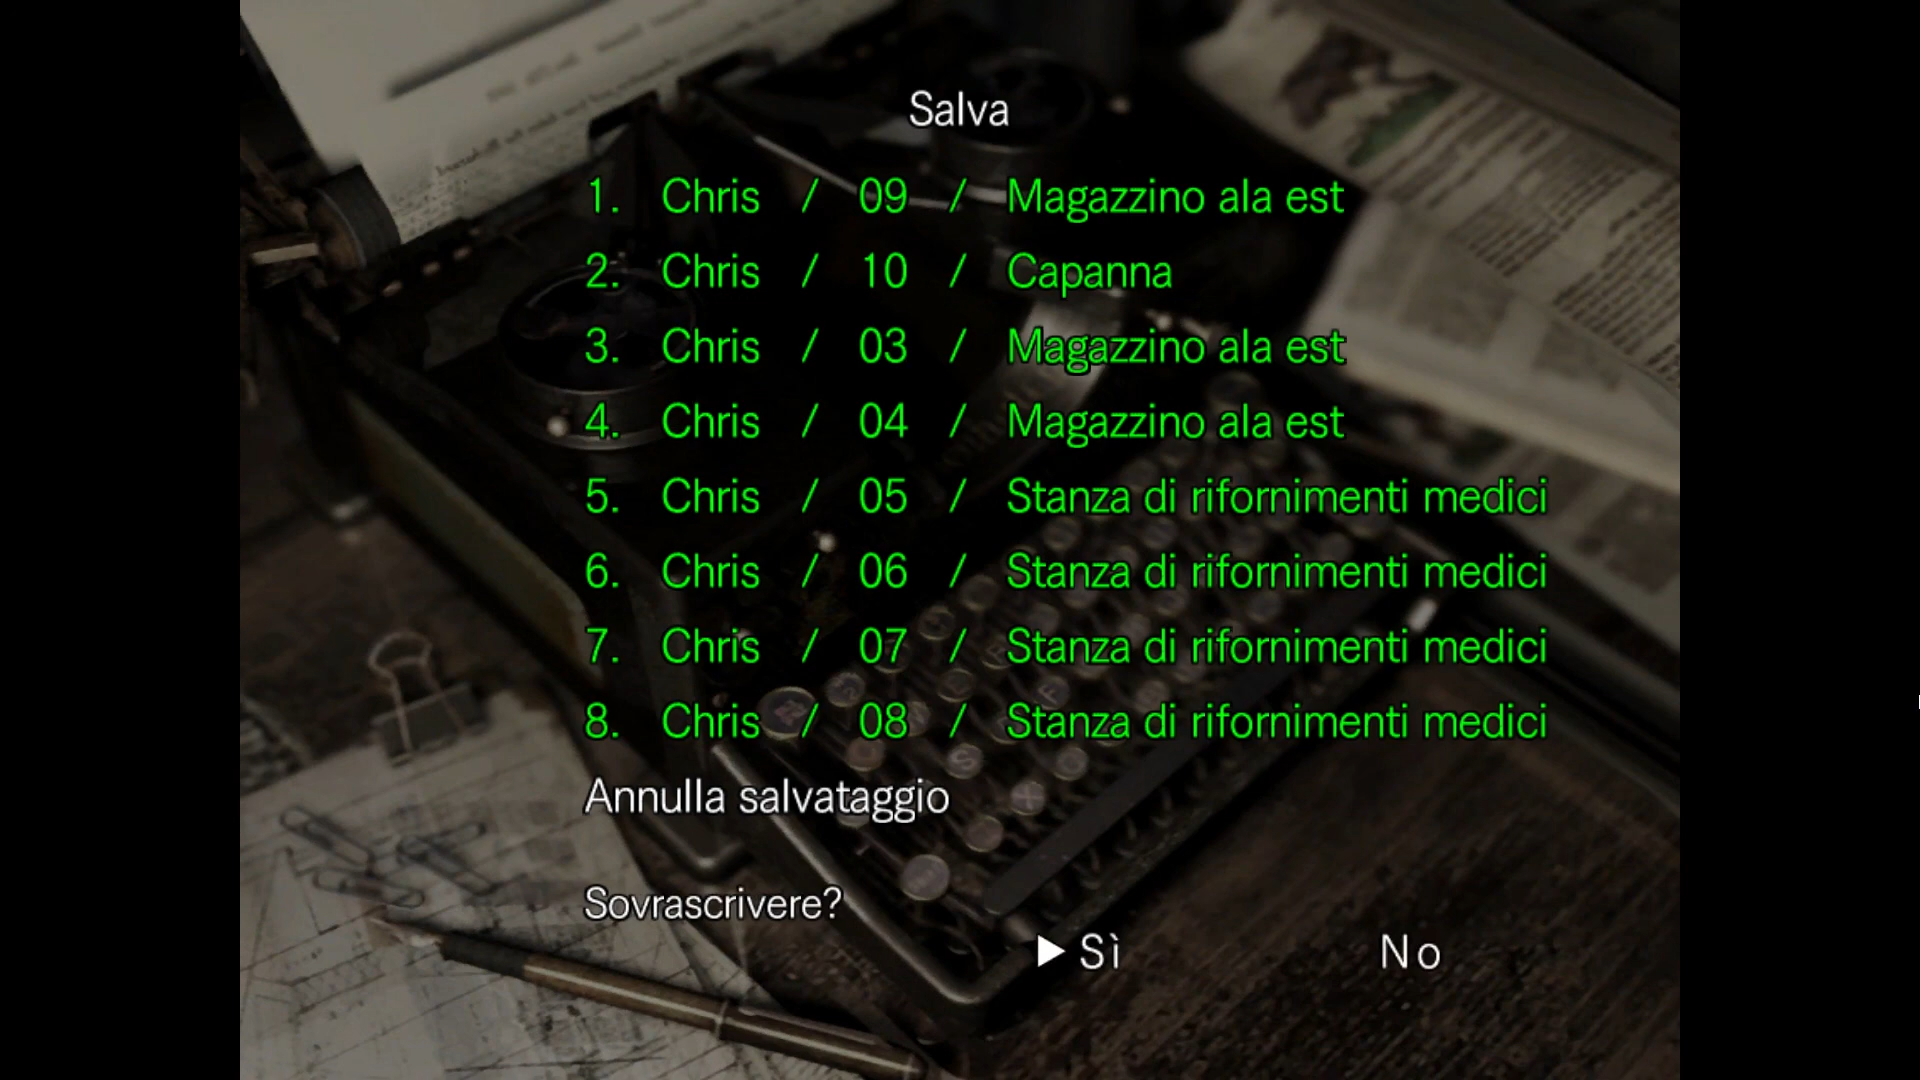 Salva
1. Chris / 09 / Magazzino ala est
2. Chris / 10 / Capanna
3. Chris / 03 / Magazzino ala est
4. Chris / 04 / Magazzino ala est
5. Chris / 05 / Stanza di rifornimenti medici
6. Chris / 06 / Stanza di rifornimenti medici
7. Chris / 07 / Stanza di rifornimenti medici
8. Chris / 08 / Stanza di rifornimenti medici
Annulla salvataggio
Sovrascrivere?
▶ Sì No